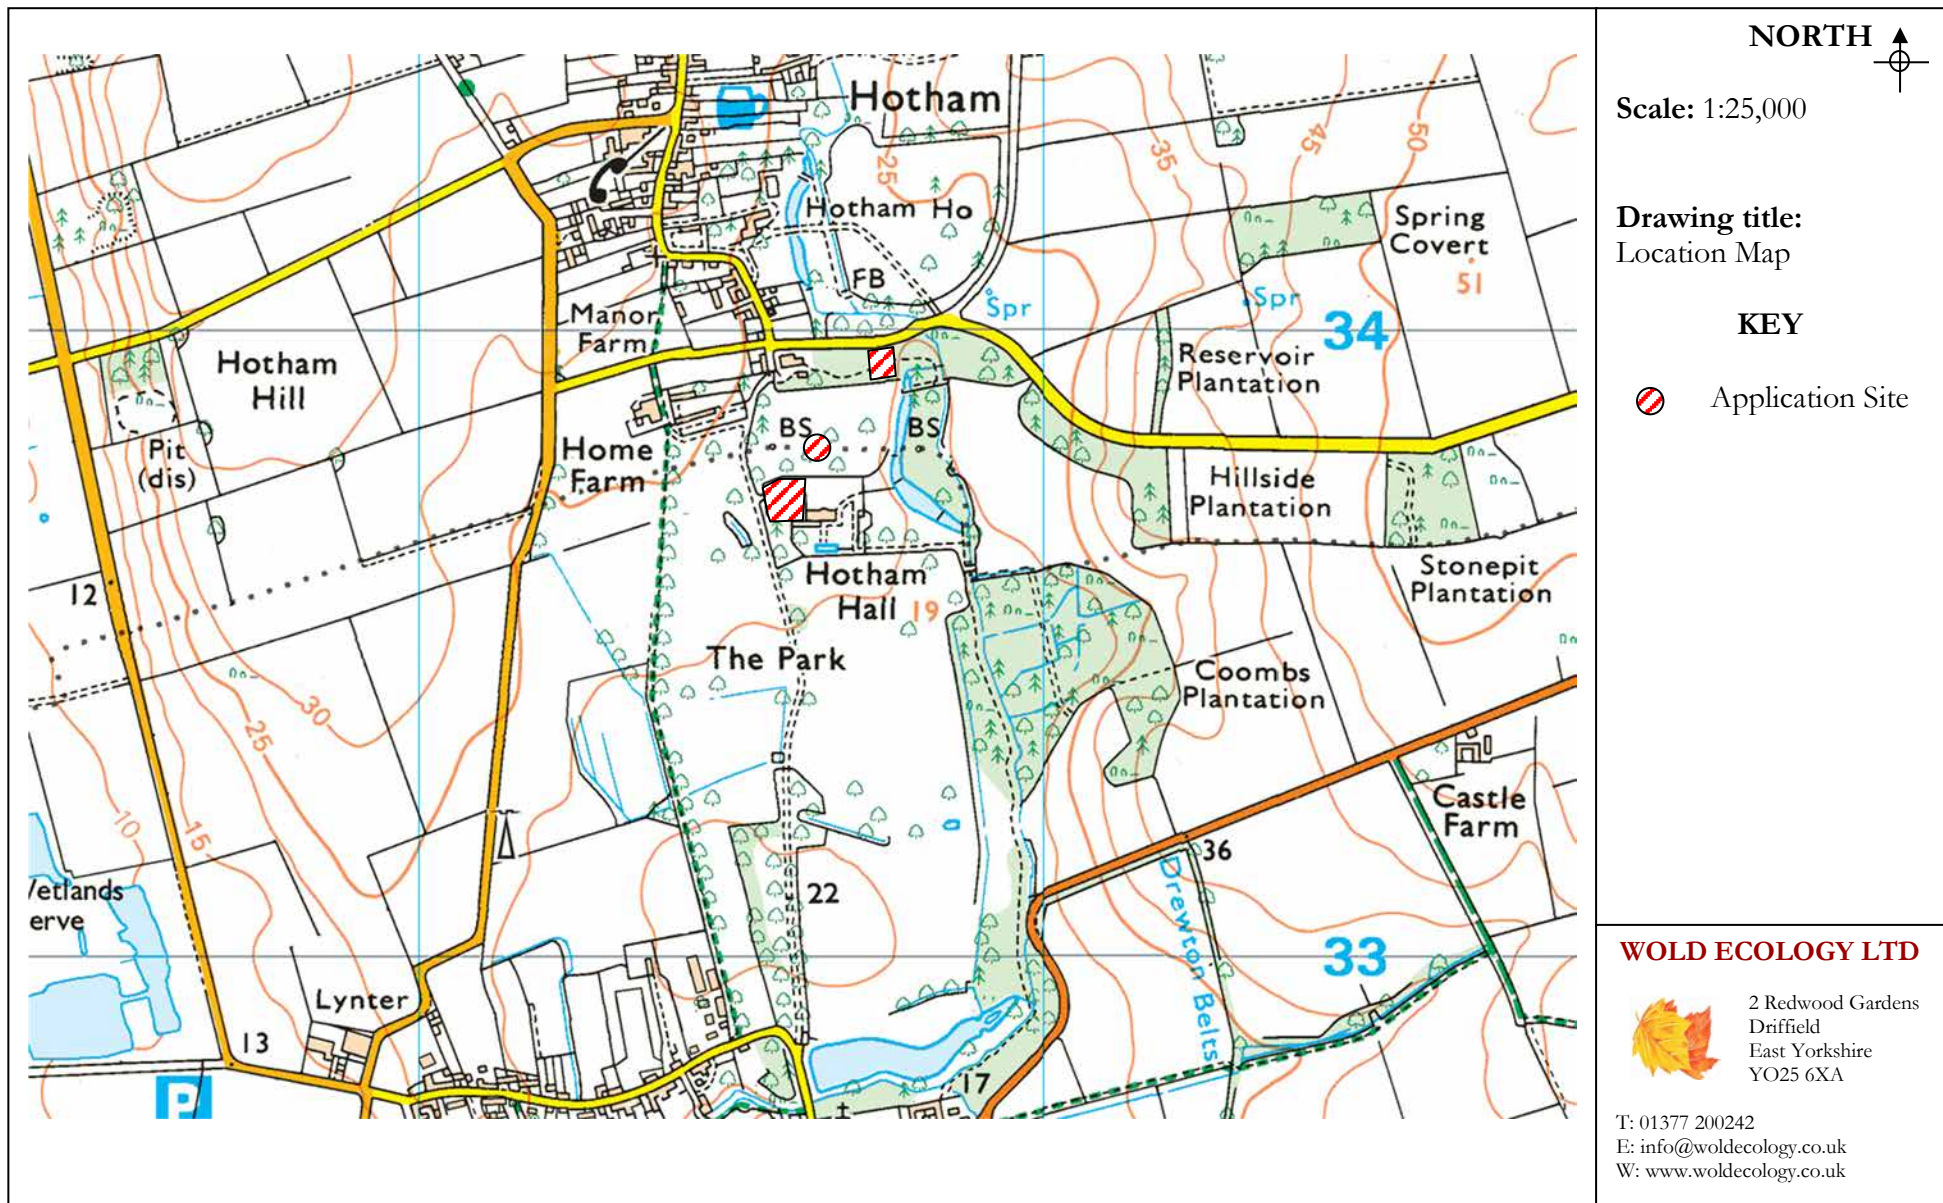 Hotham
Hotham Ho
FB
Spr
25
35
45
50
Spring
Covert
51
Spr
34
Manor
Farm
Hotham
Hill
Reservoir
Plantation
Pit
(dis)
Home
Farm
BS
BS
Hillside
Plantation
Stonepit
Plantation
12
Hotham
Hall
19
The Park
Coombs
Plantation
30
25
10
15
Castle
Farm
36
22
etlands
erve
Drewton Belts
33
Lynter
13
17
P
NORTH
Scale: 1:25,000
Drawing title:
Location Map
KEY
Application Site
WOLD ECOLOGY LTD
2 Redwood Gardens
Driffield
East Yorkshire
YO25 6XA
T: 01377 200242
E: info@woldecology.co.uk
W: www.woldecology.co.uk